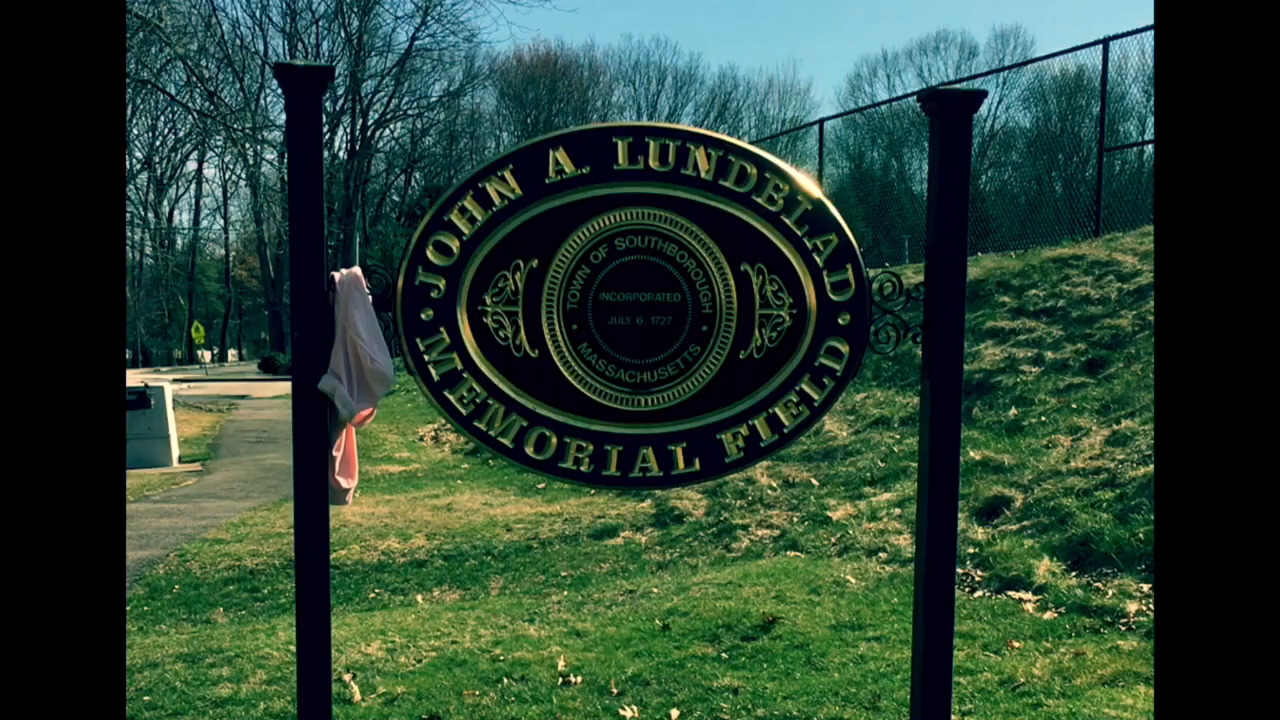 JOHN A. LUNDBLAD
TOWN OF SOUTHBOROUGH
INCORPORATED
JULY 6, 1727
MASSACHUSETTS
MEMORIAL FIELD